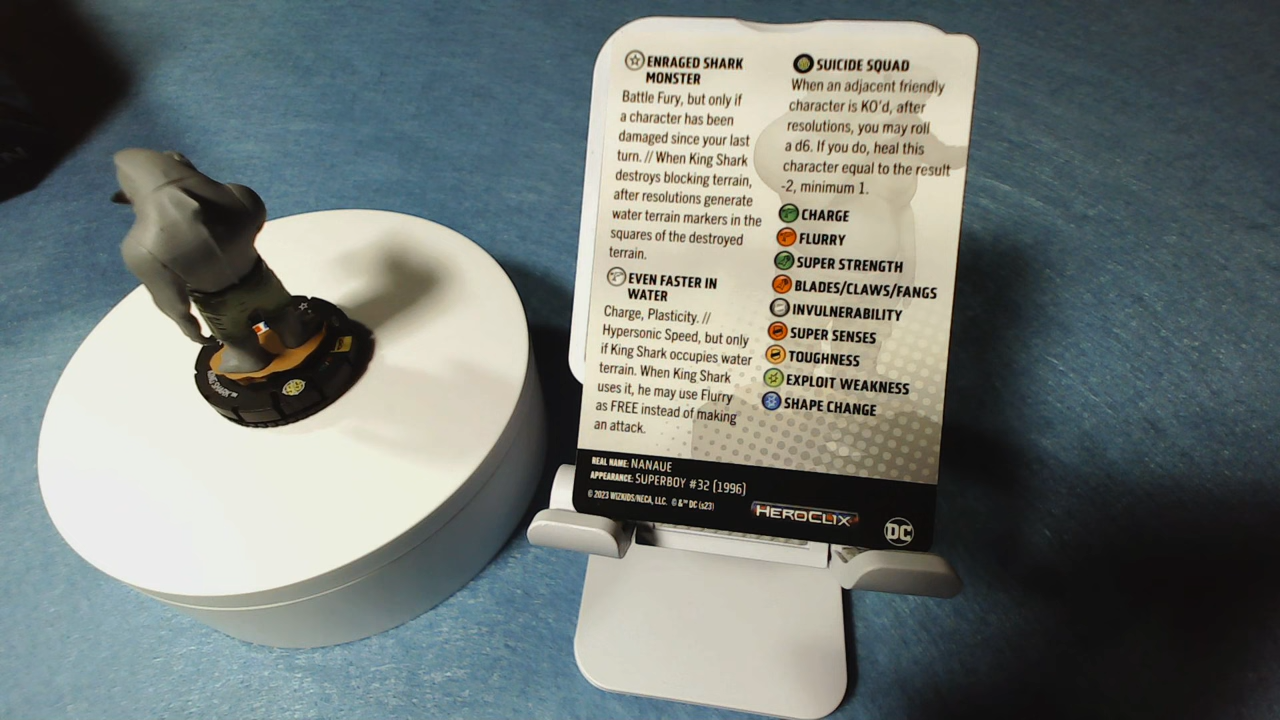 ENRAGED SHARK
MONSTER
Battle Fury, but only if
a character has been
damaged since your last
turn. // When King Shark
destroys blocking terrain,
after resolutions generate
water terrain markers in the
squares of the destroyed
terrain.
EVEN FASTER IN
WATER
Charge, Plasticity. //
Hypersonic Speed, but only
if King Shark occupies water
terrain. When King Shark
uses it, he may use Flurry
as FREE instead of making
an attack.
SUICIDE SQUAD
When an adjacent friendly
character is KO'd, after
resolutions, you may roll
a d6. If you do, heal this
character equal to the result
-2, minimum 1.
CHARGE
FLURRY
SUPER STRENGTH
BLADES/CLAWS/FANGS
INVULNERABILITY
SUPER SENSES
TOUGHNESS
EXPLOIT WEAKNESS
SHAPE CHANGE
REAL NAME: NANAUE
APPEARANCE: SUPERBOY #32 (1996)
© 2023 WIZKIDS/NECA, LLC. © & ™ DC (s23)
HEROCLIX
DC
KING SHARK™